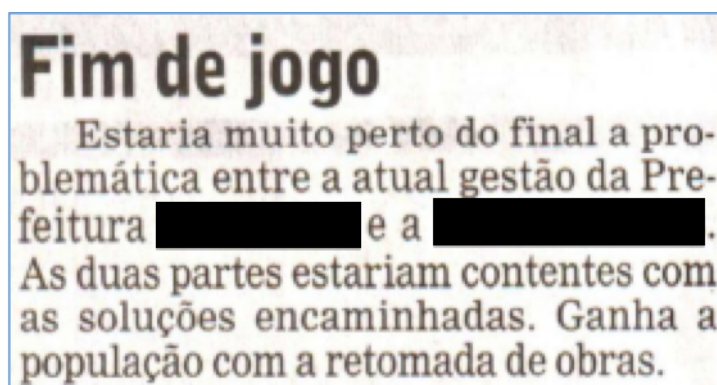 Fim de jogo
Estaria muito perto do final a pro-
blemática entre a atual gestão da Pre-
feitura e a .
As duas partes estariam contentes com
as soluções encaminhadas. Ganha a
população com a retomada de obras.